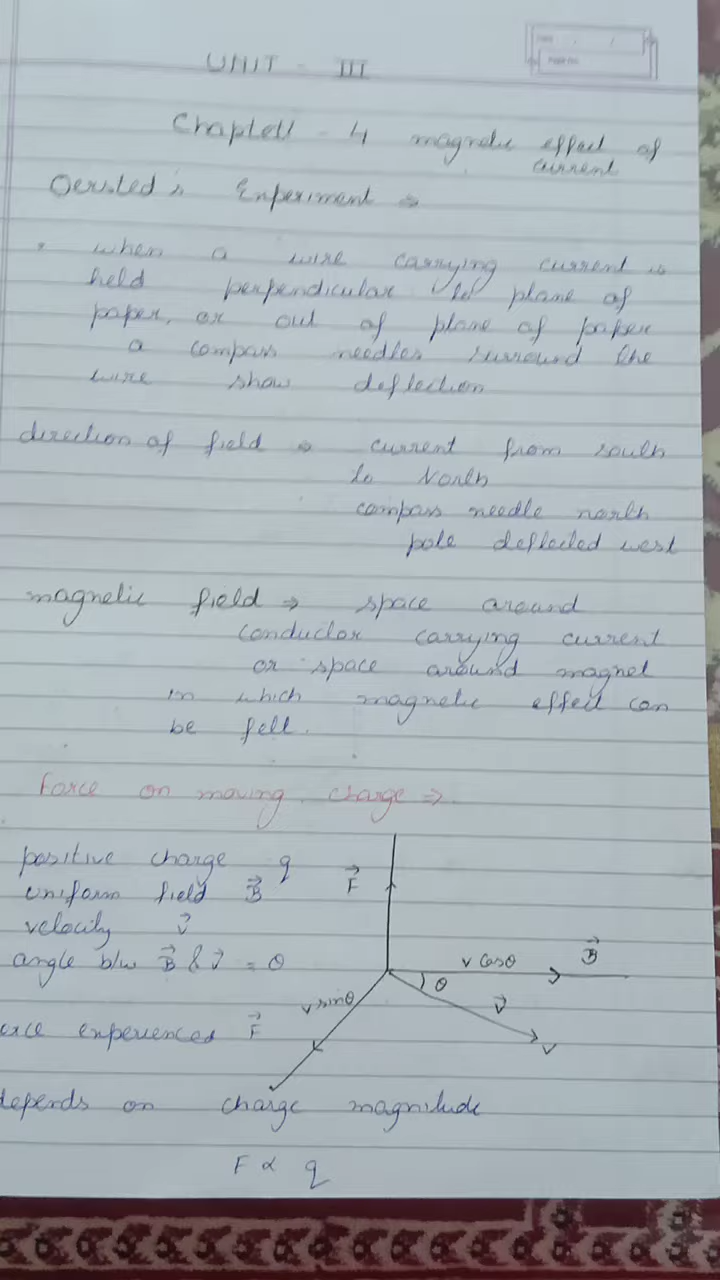 UNIT - III
Chapter - 4 magnetic effect of
current
Oersted's Experiment ⇒
• when a wire carrying current is
held perpendicular to plane of
paper, or out of plane of paper
a compass needles surround the
wire show deflection
direction of field ⇒ current from south
to North
compass needle north
pole deflected west
magnetic field ⇒ space around
conductor carrying current
or space around magnet
in which magnetic effect can
be felt.
Force on moving charge ⇒
positive charge q
uniform field B⃗
velocity v⃗
angle b/w B⃗ & v⃗ = θ
F⃗
v cosθ
B⃗
θ
v⃗
v
v sinθ
orce experienced F⃗
depends on charge magnitude
F ∝ q